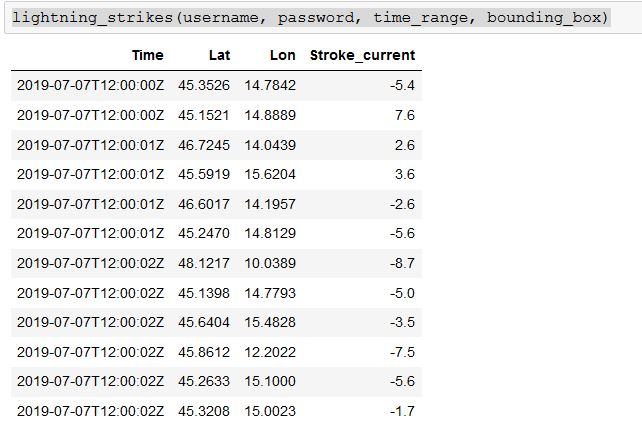 lightning_strikes(username, password, time_range, bounding_box)
Time Lat Lon Stroke_current
2019-07-07T12:00:00Z 45.3526 14.7842 -5.4
2019-07-07T12:00:00Z 45.1521 14.8889 7.6
2019-07-07T12:00:01Z 46.7245 14.0439 2.6
2019-07-07T12:00:01Z 45.5919 15.6204 3.6
2019-07-07T12:00:01Z 46.6017 14.1957 -2.6
2019-07-07T12:00:01Z 45.2470 14.8129 -5.6
2019-07-07T12:00:02Z 48.1217 10.0389 -8.7
2019-07-07T12:00:02Z 45.1398 14.7793 -5.0
2019-07-07T12:00:02Z 45.6404 15.4828 -3.5
2019-07-07T12:00:02Z 45.8612 12.2022 -7.5
2019-07-07T12:00:02Z 45.2633 15.1000 -5.6
2019-07-07T12:00:02Z 45.3208 15.0023 -1.7